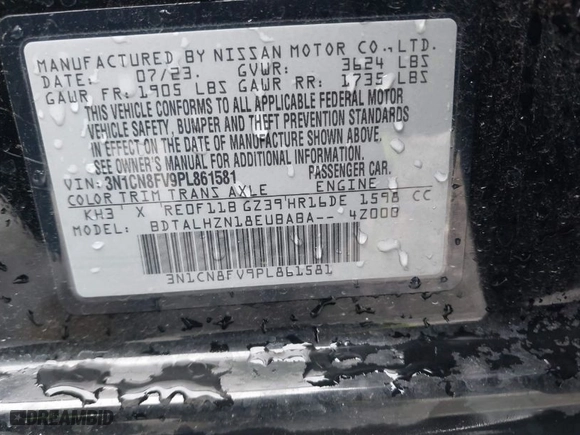 MANUFACTURED BY NISSAN MOTOR CO., LTD.
DATE: 07/23. GVWR: 3624 LBS
GAWR FR: 1905 LBS GAWR RR: 1735 LBS
THIS VEHICLE CONFORMS TO ALL APPLICABLE FEDERAL MOTOR
VEHICLE SAFETY, BUMPER AND THEFT PREVENTION STANDARDS
IN EFFECT ON THE DATE OF MANUFACTURE SHOWN ABOVE.
SEE OWNER'S MANUAL FOR ADDITIONAL INFORMATION.
VIN: 3N1CN8FV9PL861581 PASSENGER CAR.
COLOR TRIM TRANS AXLE ENGINE
KH3 X RE0F11B GZ39 HR16DE 1598 CC
MODEL: BDTALHZN18EUBABA-- 4Z008
3N1CN8FV9PL861581
DREAMBID